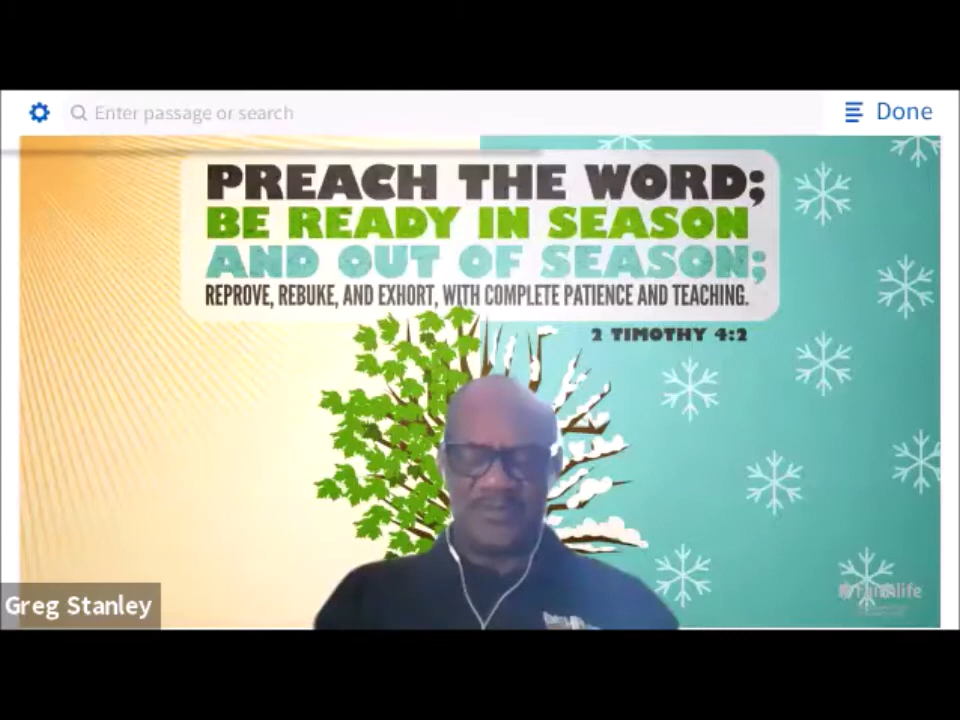 Enter passage or search
Done
PREACH THE WORD;
BE READY IN SEASON
AND OUT OF SEASON;
REPROVE, REBUKE, AND EXHORT, WITH COMPLETE PATIENCE AND TEACHING.
2 TIMOTHY 4:2
Greg Stanley